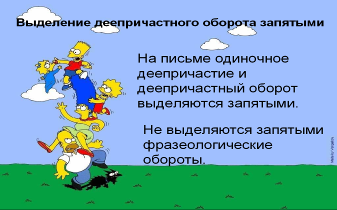 Выделение деепричастного оборота запятыми
На письме одиночное
деепричастие и
деепричастный оборот
выделяются запятыми.
Не выделяются запятыми
фразеологические
обороты.